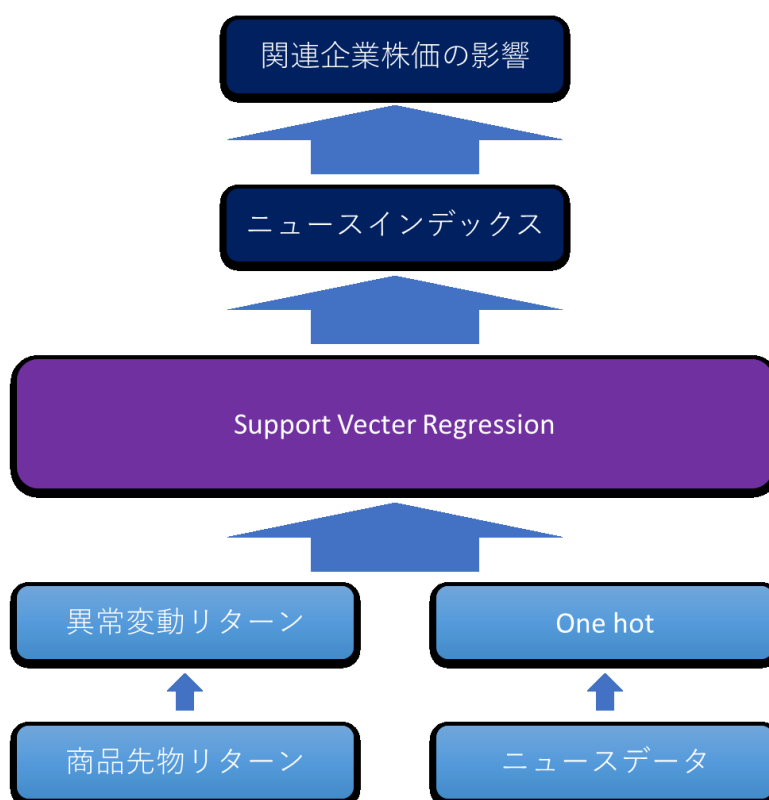 関連企業株価の影響
ニュースインデックス
Support Vecter Regression
異常変動リターン
One hot
商品先物リターン
ニュースデータ